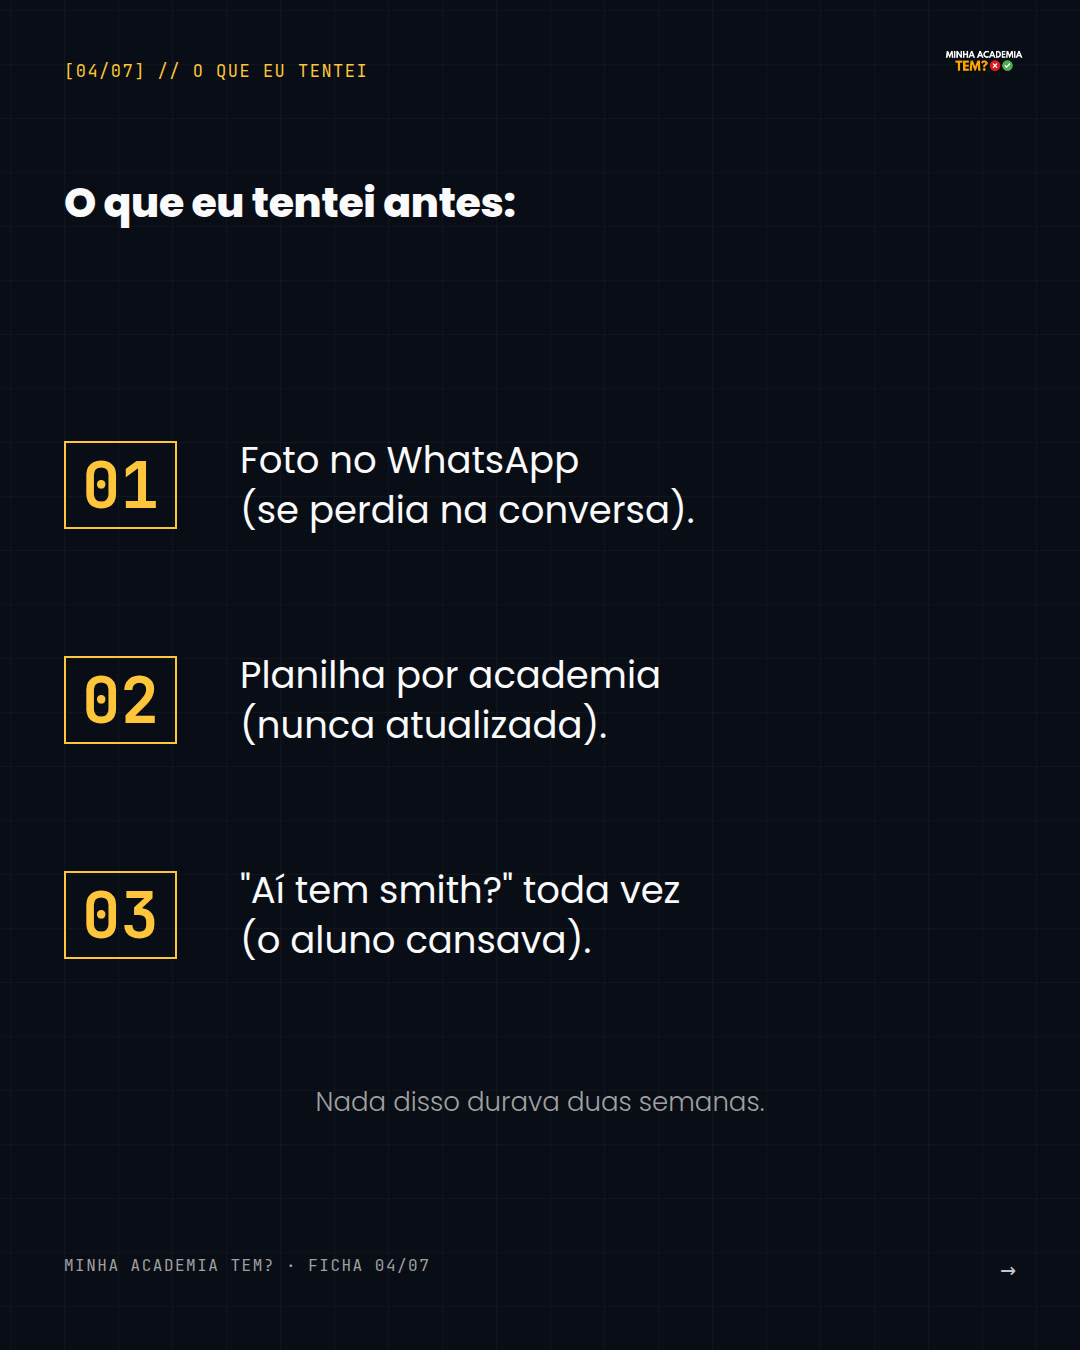 [04/07] // O QUE EU TENTEI
MINHA ACADEMIA
TEM?
O que eu tentei antes:
01
Foto no WhatsApp
(se perdia na conversa).
02
Planilha por academia
(nunca atualizada).
03
"Aí tem smith?" toda vez
(o aluno cansava).
Nada disso durava duas semanas.
MINHA ACADEMIA TEM? · FICHA 04/07
→